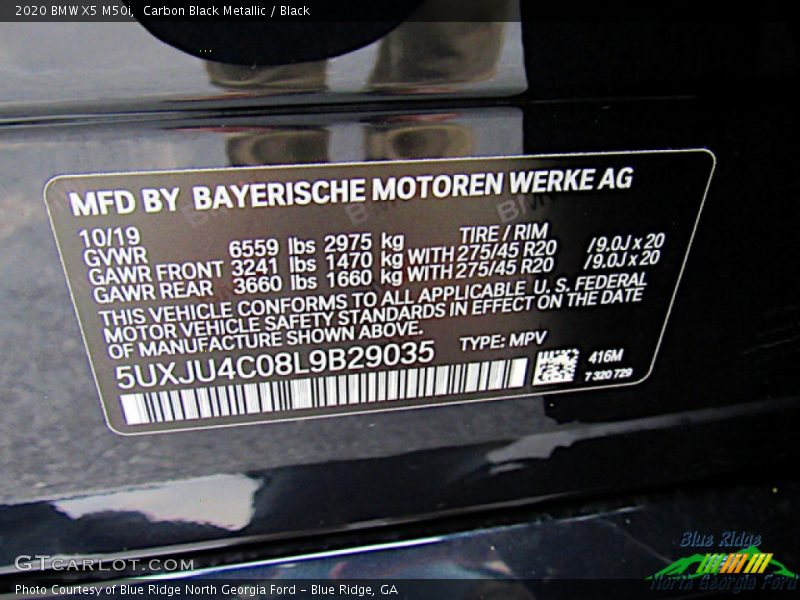 2020 BMW X5 M50i,  Carbon Black Metallic / Black
MFD BY BAYERISCHE MOTOREN WERKE AG
10/19 TIRE / RIM
GVWR 6559 lbs 2975 kg
GAWR FRONT 3241 lbs 1470 kg WITH 275/45 R20 /9.0J x 20
GAWR REAR 3660 lbs 1660 kg WITH 275/45 R20 /9.0J x 20
THIS VEHICLE CONFORMS TO ALL APPLICABLE U. S. FEDERAL
MOTOR VEHICLE SAFETY STANDARDS IN EFFECT ON THE DATE
OF MANUFACTURE SHOWN ABOVE.
5UXJU4C08L9B29035 TYPE: MPV
416M
7 320 729
GTCarLot.com
Blue Ridge
North Georgia Ford
Photo Courtesy of Blue Ridge North Georgia Ford – Blue Ridge, GA